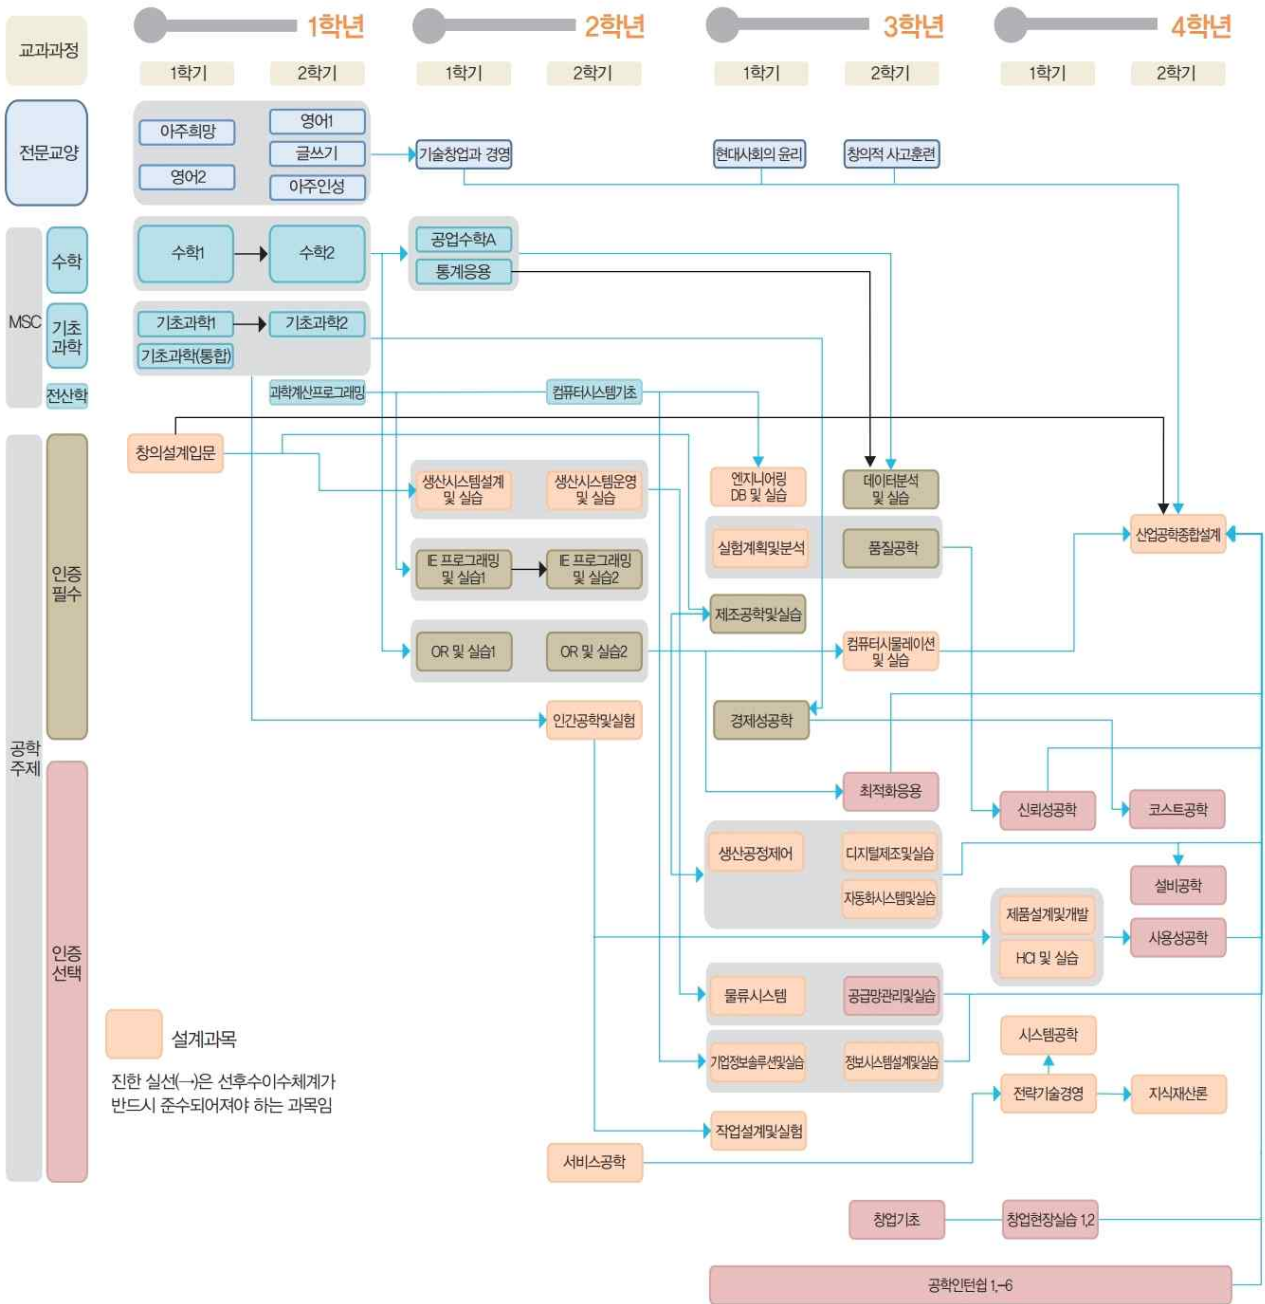 교과과정
1학년
2학년
3학년
4학년
1학기
2학기
1학기
2학기
1학기
2학기
1학기
2학기
전문교양
아주희망
영어2
영어1
글쓰기
아주인성
기술창업과 경영
현대사회의 윤리
창의적 사고훈련
MSC
수학
수학1
수학2
공업수학A
통계응용
기초
과학
기초과학1
기초과학2
기초과학(통합)
전산학
과학계산프로그래밍
컴퓨터시스템기초
공학
주제
인증
필수
창의설계입문
생산시스템설계
및 실습
생산시스템운영
및 실습
엔지니어링
DB 및 실습
데이터분석
및 실습
산업공학종합설계
실험계획및분석
품질공학
IE 프로그래밍
및 실습1
IE 프로그래밍
및 실습2
제조공학및실습
OR 및 실습1
OR 및 실습2
컴퓨터시뮬레이션
및 실습
인간공학및실험
경제성공학
인증
선택
최적화응용
신뢰성공학
코스트공학
생산공정제어
디지털제조및실습
자동화시스템및실습
설비공학
제품설계및개발
HCI 및 실습
사용성공학
물류시스템
공급망관리및실습
기업정보솔루션및실습
정보시스템설계및실습
시스템공학
전략기술경영
지식재산론
작업설계및실험
서비스공학
창업기초
창업현장실습 1,2
공학인턴쉽 1,~6
설계과목
진한 실선(→)은 선후수이수체계가
반드시 준수되어져야 하는 과목임